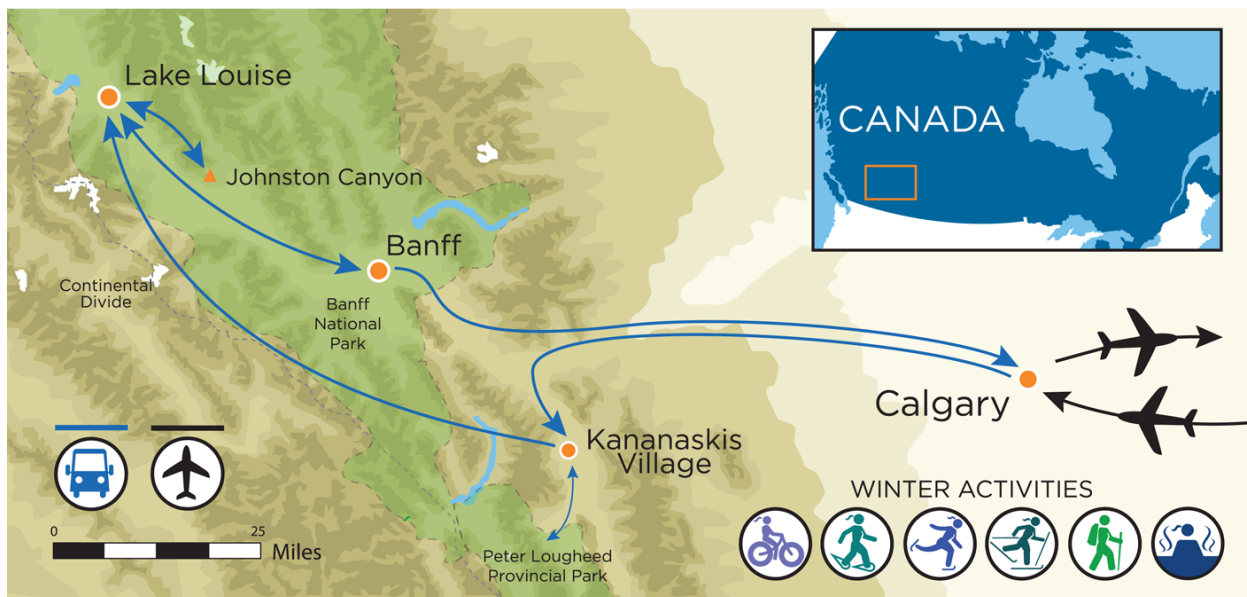 Lake Louise
CANADA
Johnston Canyon
Banff
Continental
Divide
Banff
National
Park
Calgary
Kananaskis
Village
WINTER ACTIVITIES
0
25
Miles
Peter Lougheed
Provincial Park